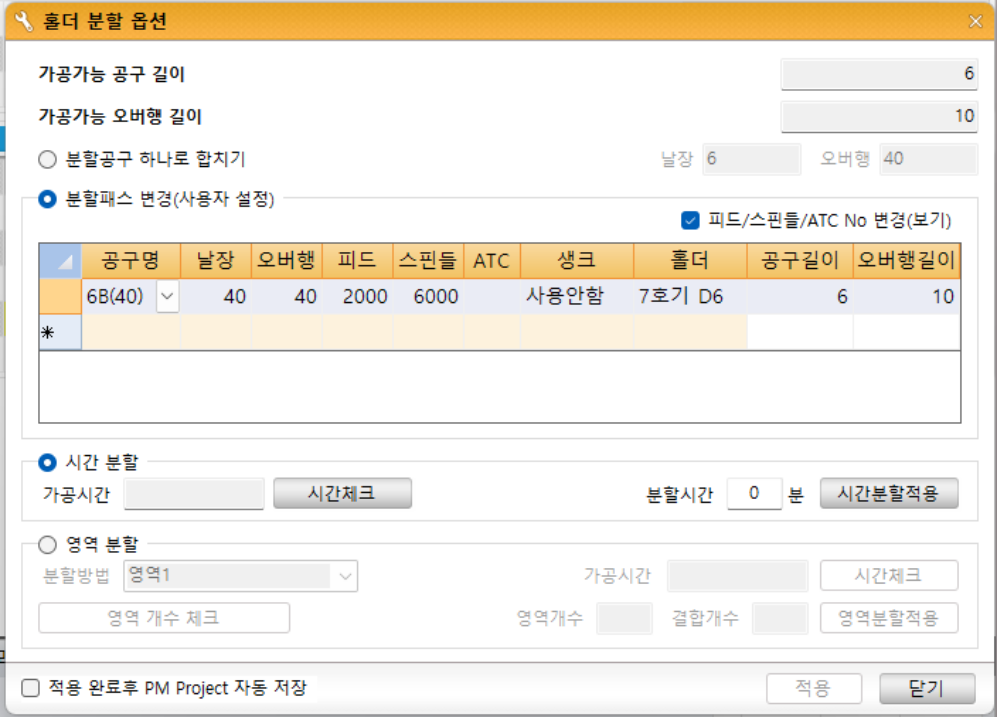 홀더 분할 옵션
가공가능 공구 길이 6
가공가능 오버행 길이 10
분할공구 하나로 합치기 날장 6 오버행 40
분할패스 변경(사용자 설정)
피드/스핀들/ATC No 변경(보기)
공구명 날장 오버행 피드 스핀들 ATC 생크 홀더 공구길이 오버행길이
6B(40) 40 40 2000 6000 사용안함 7호기 D6 6 10
*
시간 분할
가공시간 시간체크 분할시간 0 분 시간분할적용
영역 분할
분할방법 영역1 가공시간 시간체크
영역 개수 체크 영역개수 결합개수 영역분할적용
적용 완료후 PM Project 자동 저장 적용 닫기